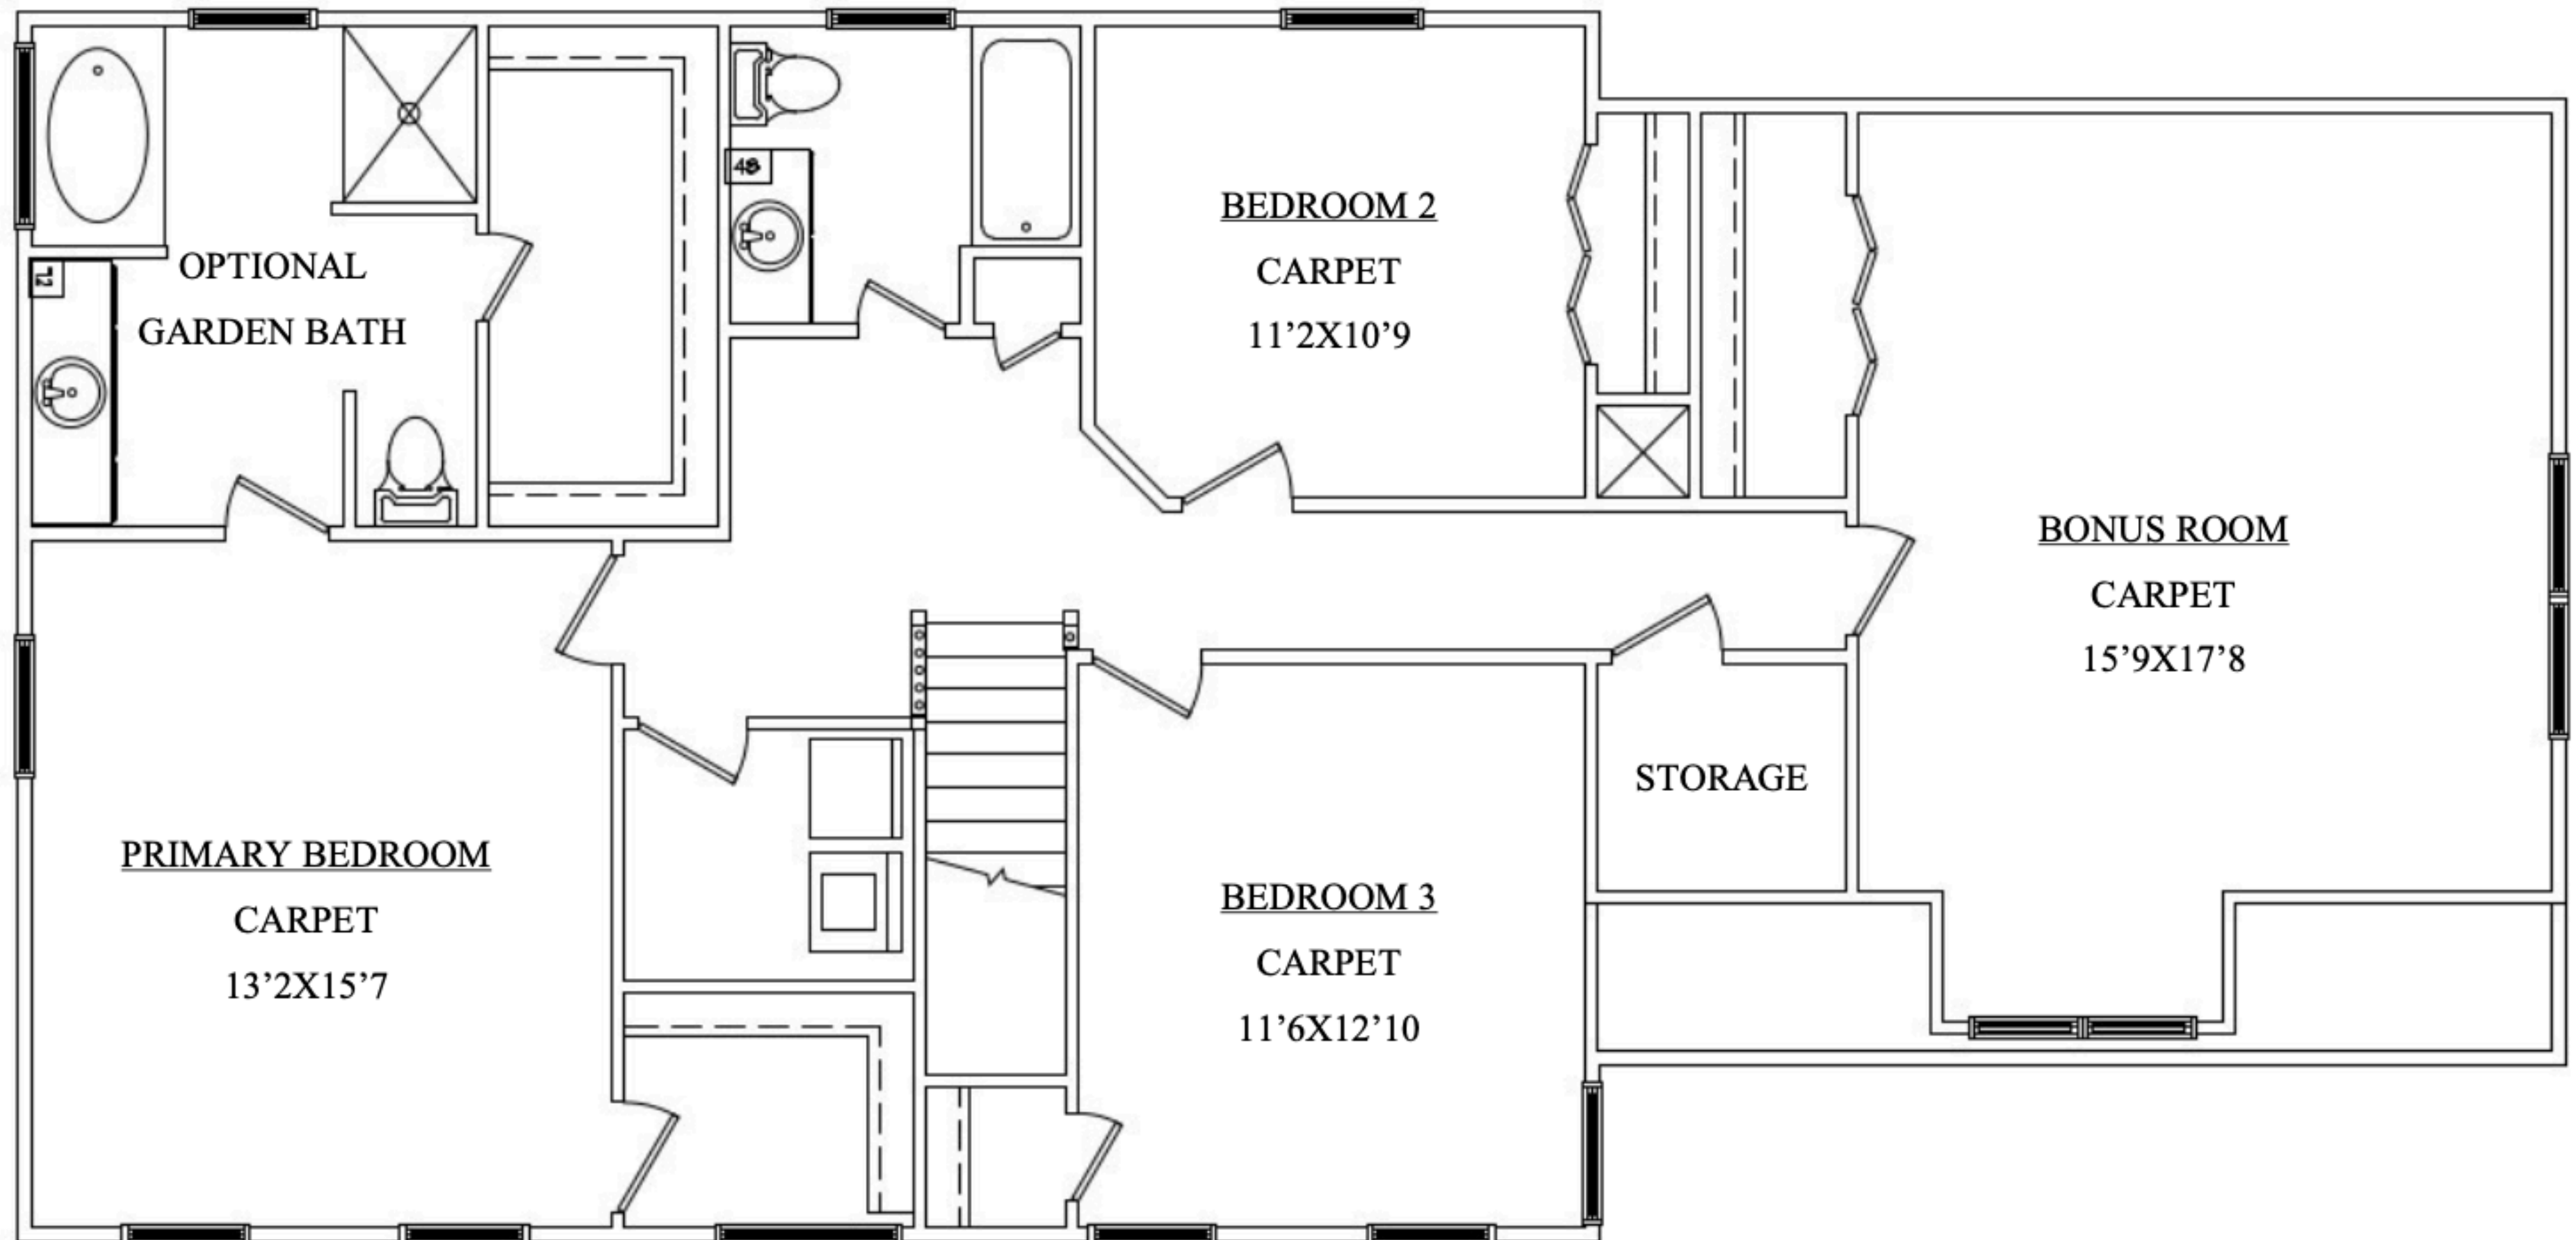 OPTIONAL
GARDEN BATH
72
48
BEDROOM 2
CARPET
11’2X10’9
BONUS ROOM
CARPET
15’9X17’8
STORAGE
PRIMARY BEDROOM
CARPET
13’2X15’7
BEDROOM 3
CARPET
11’6X12’10